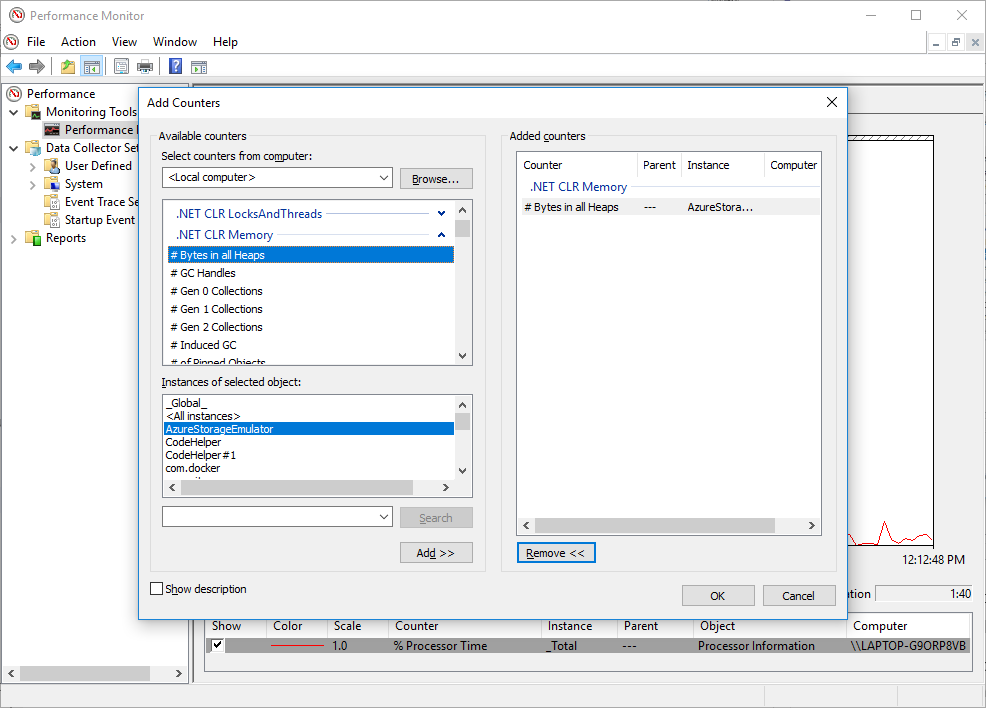 Performance Monitor
File Action View Window Help
Performance
Monitoring Tools
Performance
Data Collector Set
User Defined
System
Event Trace Se
Startup Event
Reports
Add Counters
Available counters
Select counters from computer:
<Local computer>
Browse...
.NET CLR LocksAndThreads
.NET CLR Memory
# Bytes in all Heaps
# GC Handles
# Gen 0 Collections
# Gen 1 Collections
# Gen 2 Collections
# Induced GC
# of Pinned Objects
Instances of selected object:
_Global_
<All instances>
AzureStorageEmulator
CodeHelper
CodeHelper#1
com.docker
Search
Add >>
Added counters
Counter Parent Instance Computer
.NET CLR Memory
# Bytes in all Heaps --- AzureStora...
Remove <<
Show description
OK
Cancel
12:12:48 PM
ation 1:40
Show Color Scale Counter Instance Parent Object Computer
1.0 % Processor Time _Total --- Processor Information \\LAPTOP-G9ORP8VB